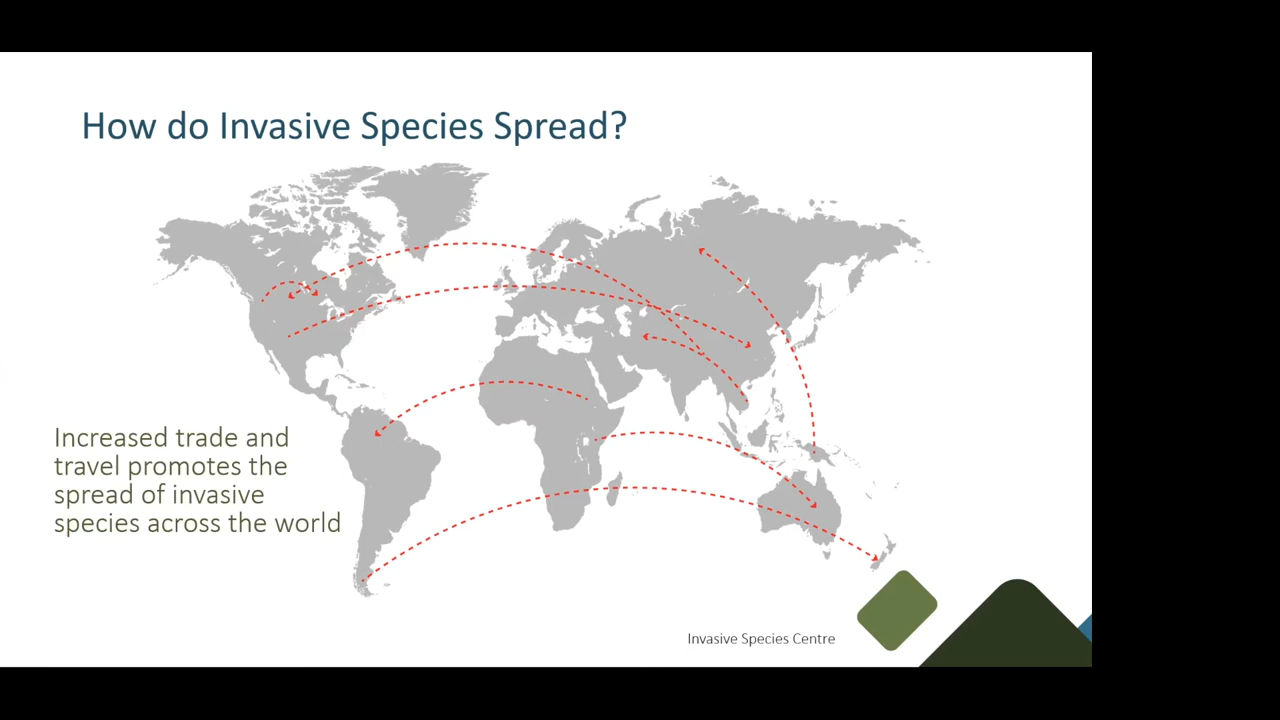 How do Invasive Species Spread?
Increased trade and
travel promotes the
spread of invasive
species across the world
Invasive Species Centre